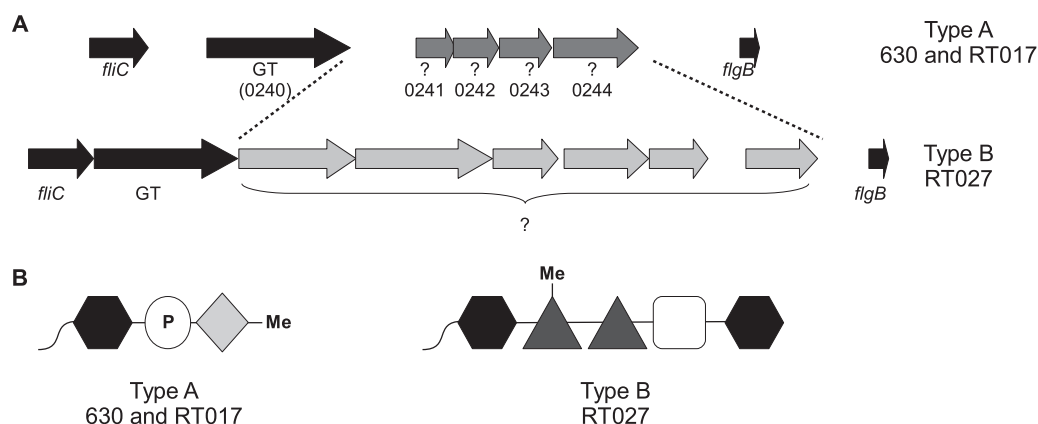 A
Type A
630 and RT017
fliC
GT
(0240)
? ? ? ?
0241 0242 0243 0244
flgB
Type B
RT027
fliC
GT
flgB
?
B
Me
P
Me
Type A
630 and RT017
Type B
RT027